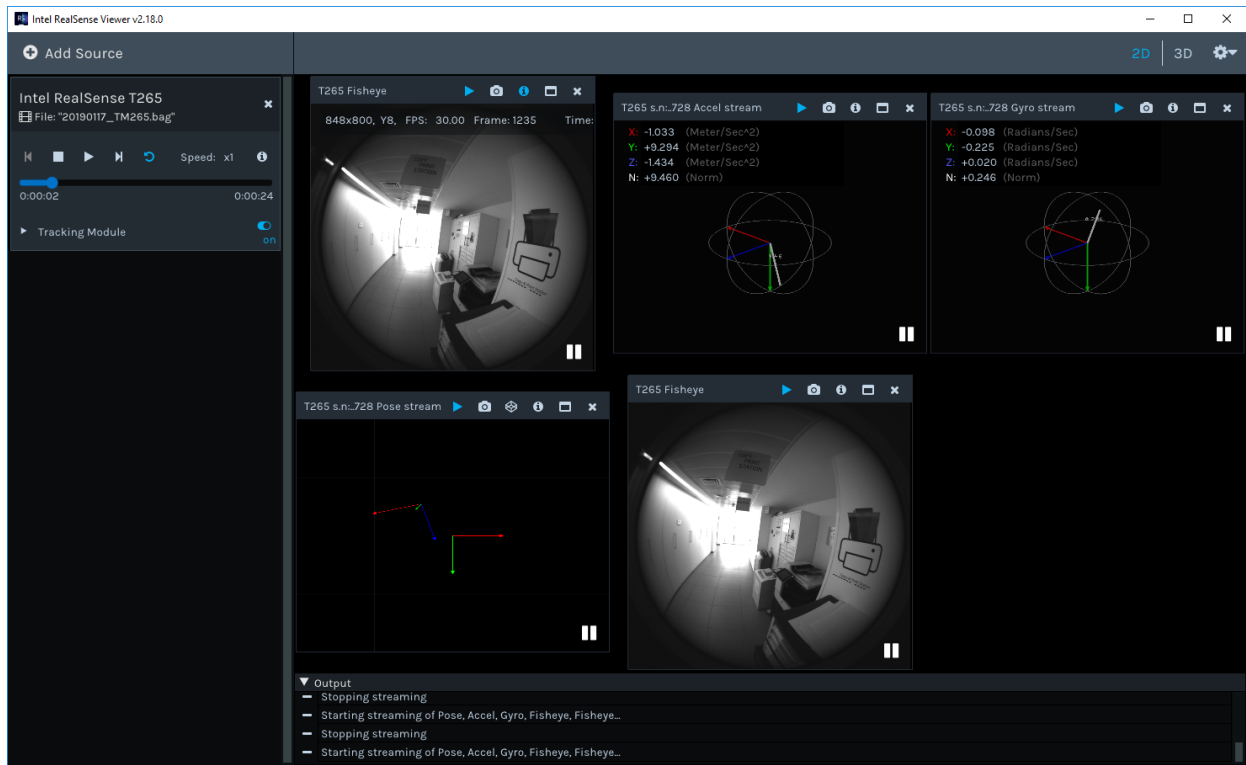 Intel RealSense Viewer v2.18.0
Add Source
2D
3D
Intel RealSense T265
File: "20190117_TM265.bag"
Speed: x1
0:00:02
0:00:24
Tracking Module
on
T265 Fisheye
848x800, Y8, FPS: 30.00 Frame: 1235 Time:
T265 s.n:..728 Accel stream
X: -1.033 (Meter/Sec^2)
Y: +9.294 (Meter/Sec^2)
Z: -1.434 (Meter/Sec^2)
N: +9.460 (Norm)
T265 s.n:..728 Gyro stream
X: -0.098 (Radians/Sec)
Y: -0.225 (Radians/Sec)
Z: +0.020 (Radians/Sec)
N: +0.246 (Norm)
T265 s.n:..728 Pose stream
T265 Fisheye
Output
Stopping streaming
Starting streaming of Pose, Accel, Gyro, Fisheye, Fisheye...
Stopping streaming
Starting streaming of Pose, Accel, Gyro, Fisheye, Fisheye...